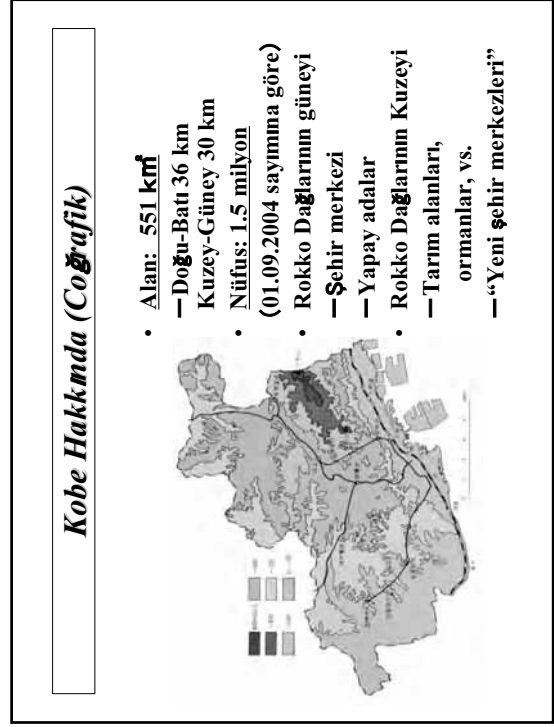 Kobe Hakkında (Coğrafik)
• Alan: 551 km²
–Doğu-Batı 36 km
Kuzey-Güney 30 km
• Nüfus: 1.5 milyon
(01.09.2004 sayımına göre)
• Rokko Dağlarının güneyi
–Şehir merkezi
–Yapay adalar
• Rokko Dağlarının Kuzeyi
–Tarım alanları,
ormanlar, vs.
–“Yeni şehir merkezleri”